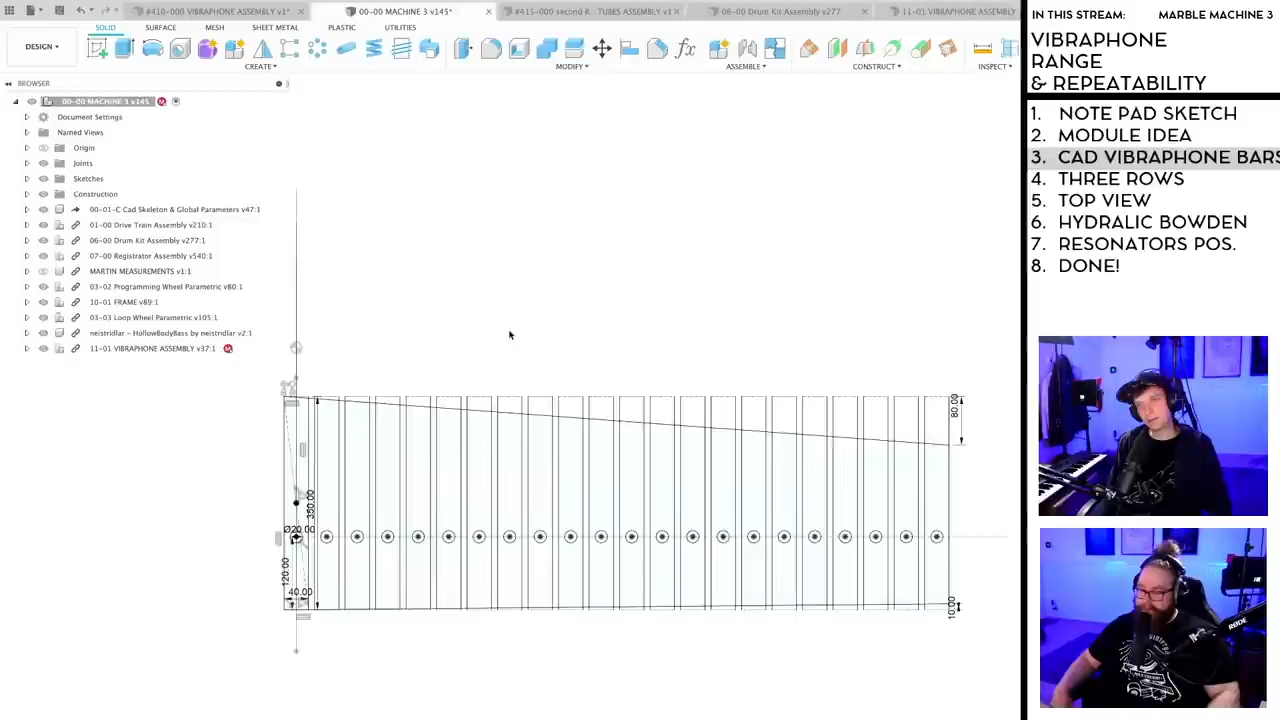 #410-000 VIBRAPHONE ASSEMBLY v1*
00-00 MACHINE 3 v145*
#415-000 second R... TUBES ASSEMBLY v1*
06-00 Drum Kit Assembly v277
11-01 VIBRAPHONE ASSEMBLY
SOLID
SURFACE
MESH
SHEET METAL
PLASTIC
UTILITIES
DESIGN
CREATE
MODIFY
ASSEMBLE
CONSTRUCT
INSPECT
BROWSER
00-00 MACHINE 3 v145
Document Settings
Named Views
Origin
Joints
Sketches
Construction
00-01-C Cad Skeleton & Global Parameters v47:1
01-00 Drive Train Assembly v210:1
06-00 Drum Kit Assembly v277:1
07-00 Registrator Assembly v540:1
MARTIN MEASUREMENTS v1:1
03-02 Programming Wheel Parametric v80:1
10-01 FRAME v89:1
03-03 Loop Wheel Parametric v105:1
neistridlar - HollowBodyBass by neistridlar v2:1
11-01 VIBRAPHONE ASSEMBLY v37:1
80.00
350.00
Ø20.00
120.00
40.00
10.00
IN THIS STREAM: MARBLE MACHINE 3
VIBRAPHONE
RANGE
& REPEATABILITY
1. NOTE PAD SKETCH
2. MODULE IDEA
3. CAD VIBRAPHONE BARS
4. THREE ROWS
5. TOP VIEW
6. HYDRALIC BOWDEN
7. RESONATORS POS.
8. DONE!
RØDE